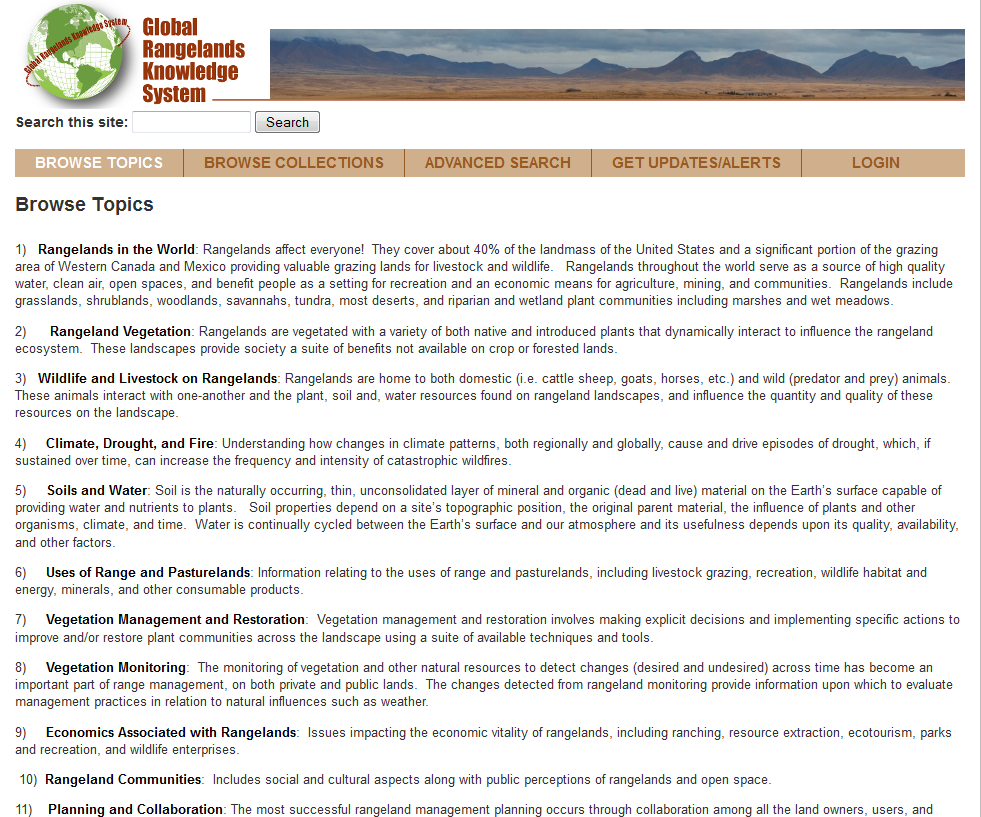 Global Rangelands Knowledge System
Global
Rangelands
Knowledge
System
Search this site:
Search
BROWSE TOPICS
BROWSE COLLECTIONS
ADVANCED SEARCH
GET UPDATES/ALERTS
LOGIN
Browse Topics
1) Rangelands in the World: Rangelands affect everyone! They cover about 40% of the landmass of the United States and a significant portion of the grazing
area of Western Canada and Mexico providing valuable grazing lands for livestock and wildlife. Rangelands throughout the world serve as a source of high quality
water, clean air, open spaces, and benefit people as a setting for recreation and an economic means for agriculture, mining, and communities. Rangelands include
grasslands, shrublands, woodlands, savannahs, tundra, most deserts, and riparian and wetland plant communities including marshes and wet meadows.
2) Rangeland Vegetation: Rangelands are vegetated with a variety of both native and introduced plants that dynamically interact to influence the rangeland
ecosystem. These landscapes provide society a suite of benefits not available on crop or forested lands.
3) Wildlife and Livestock on Rangelands: Rangelands are home to both domestic (i.e. cattle sheep, goats, horses, etc.) and wild (predator and prey) animals.
These animals interact with one-another and the plant, soil and, water resources found on rangeland landscapes, and influence the quantity and quality of these
resources on the landscape.
4) Climate, Drought, and Fire: Understanding how changes in climate patterns, both regionally and globally, cause and drive episodes of drought, which, if
sustained over time, can increase the frequency and intensity of catastrophic wildfires.
5) Soils and Water: Soil is the naturally occurring, thin, unconsolidated layer of mineral and organic (dead and live) material on the Earth’s surface capable of
providing water and nutrients to plants. Soil properties depend on a site’s topographic position, the original parent material, the influence of plants and other
organisms, climate, and time. Water is continually cycled between the Earth’s surface and our atmosphere and its usefulness depends upon its quality, availability,
and other factors.
6) Uses of Range and Pasturelands: Information relating to the uses of range and pasturelands, including livestock grazing, recreation, wildlife habitat and
energy, minerals, and other consumable products.
7) Vegetation Management and Restoration: Vegetation management and restoration involves making explicit decisions and implementing specific actions to
improve and/or restore plant communities across the landscape using a suite of available techniques and tools.
8) Vegetation Monitoring: The monitoring of vegetation and other natural resources to detect changes (desired and undesired) across time has become an
important part of range management, on both private and public lands. The changes detected from rangeland monitoring provide information upon which to evaluate
management practices in relation to natural influences such as weather.
9) Economics Associated with Rangelands: Issues impacting the economic vitality of rangelands, including ranching, resource extraction, ecotourism, parks
and recreation, and wildlife enterprises.
10) Rangeland Communities: Includes social and cultural aspects along with public perceptions of rangelands and open space.
11) Planning and Collaboration: The most successful rangeland management planning occurs through collaboration among all the land owners, users, and